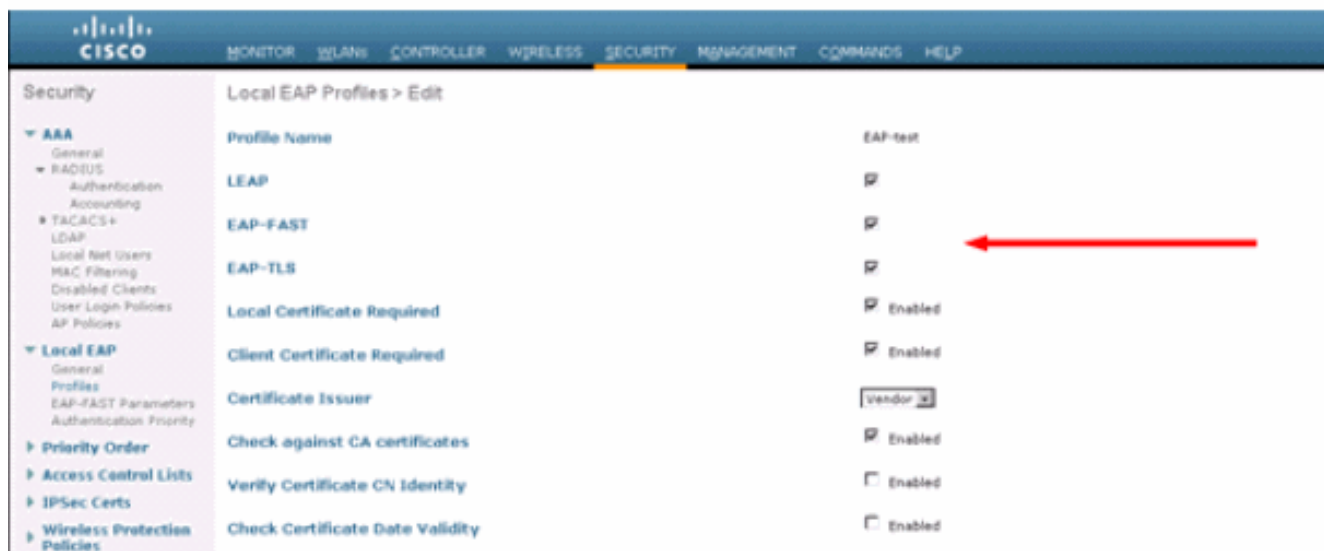 CISCO
MONITOR WLANs CONTROLLER WIRELESS SECURITY MANAGEMENT COMMANDS HELP
Security
AAA
General
RADIUS
Authentication
Accounting
TACACS+
LDAP
Local Net Users
MAC Filtering
Disabled Clients
User Login Policies
AP Policies
Local EAP
General
Profiles
EAP-FAST Parameters
Authentication Priority
Priority Order
Access Control Lists
IPSec Certs
Wireless Protection
Policies
Local EAP Profiles > Edit
Profile Name EAP-test
LEAP
EAP-FAST
EAP-TLS
Local Certificate Required Enabled
Client Certificate Required Enabled
Certificate Issuer Vendor
Check against CA certificates Enabled
Verify Certificate CN Identity Enabled
Check Certificate Date Validity Enabled